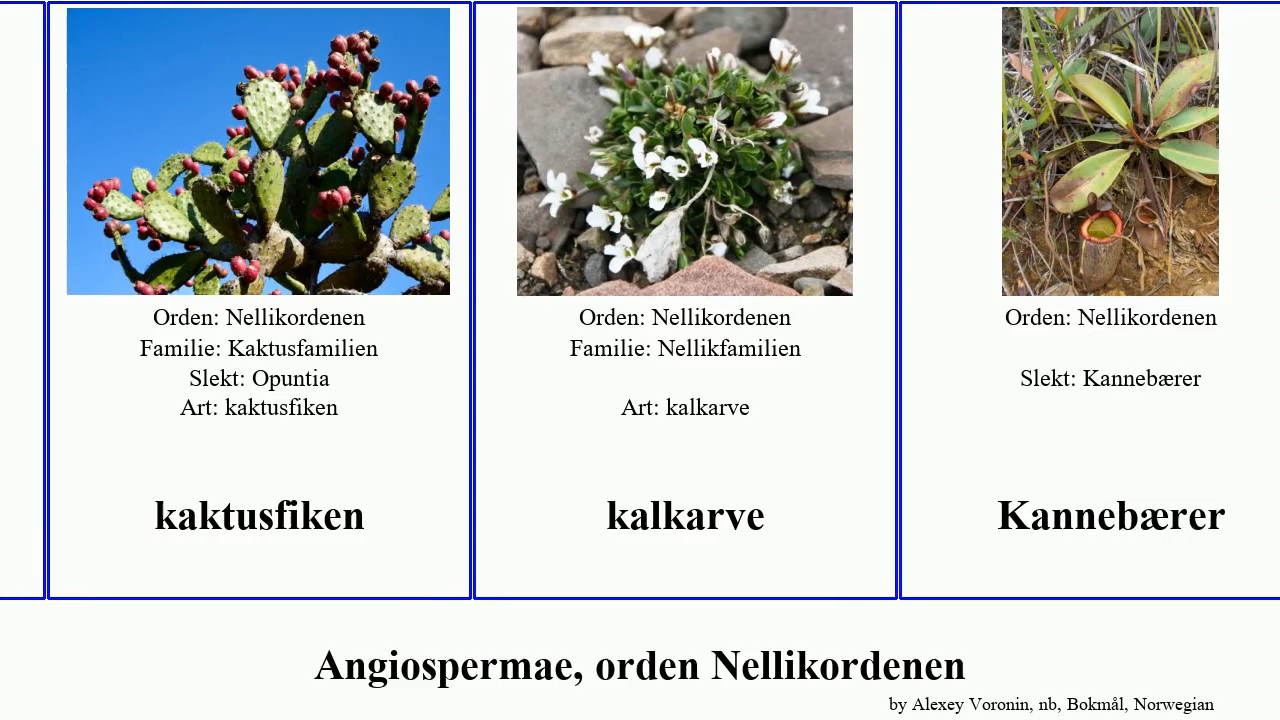 Orden: Nellikordenen
Familie: Kaktusfamilien
Slekt: Opuntia
Art: kaktusfiken
kaktusfiken
Orden: Nellikordenen
Familie: Nellikfamilien
Art: kalkarve
kalkarve
Orden: Nellikordenen
Slekt: Kannebærer
Kannebærer
Angiospermae, orden Nellikordenen
by Alexey Voronin, nb, Bokmål, Norwegian